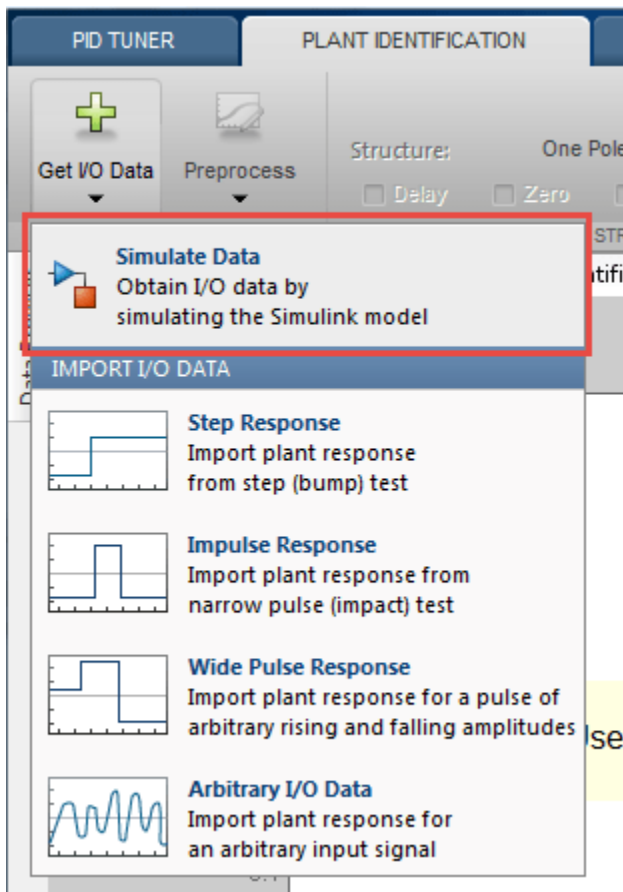 PID TUNER
PLANT IDENTIFICATION
Get I/O Data
Preprocess
Structure:
One Pole
Delay
Zero
STR
Simulate Data
Obtain I/O data by
simulating the Simulink model
IMPORT I/O DATA
Step Response
Import plant response
from step (bump) test
Impulse Response
Import plant response from
narrow pulse (impact) test
Wide Pulse Response
Import plant response for a pulse of
arbitrary rising and falling amplitudes
Arbitrary I/O Data
Import plant response for
an arbitrary input signal